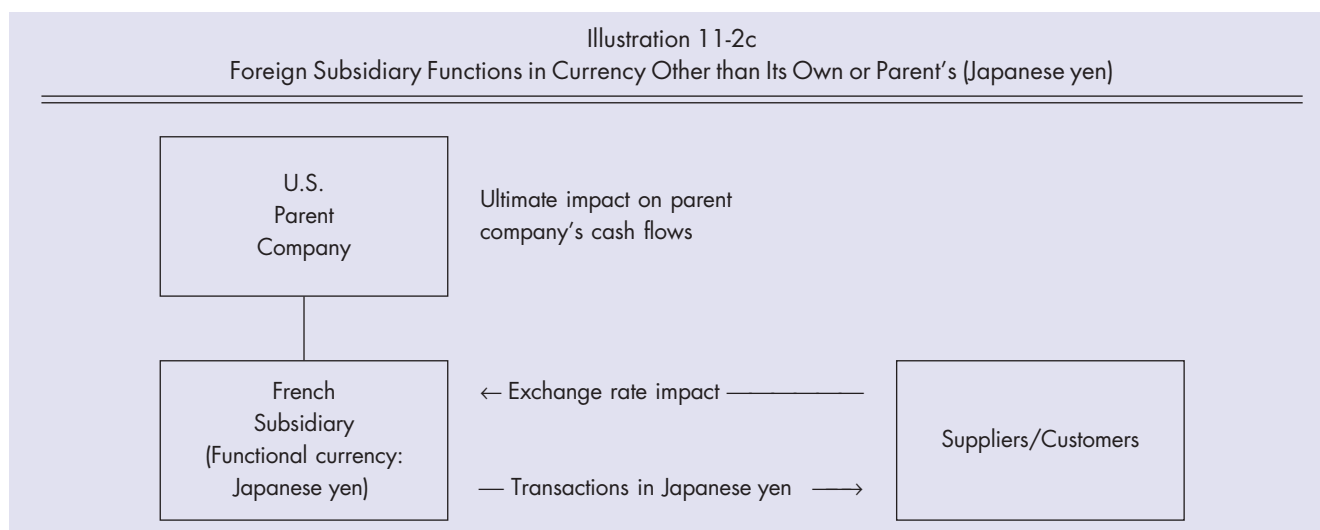 Illustration 11-2c
Foreign Subsidiary Functions in Currency Other than Its Own or Parent’s (Japanese yen)
U.S.
Parent
Company
Ultimate impact on parent
company’s cash flows
French
Subsidiary
(Functional currency:
Japanese yen)
← Exchange rate impact
— Transactions in Japanese yen →
Suppliers/Customers